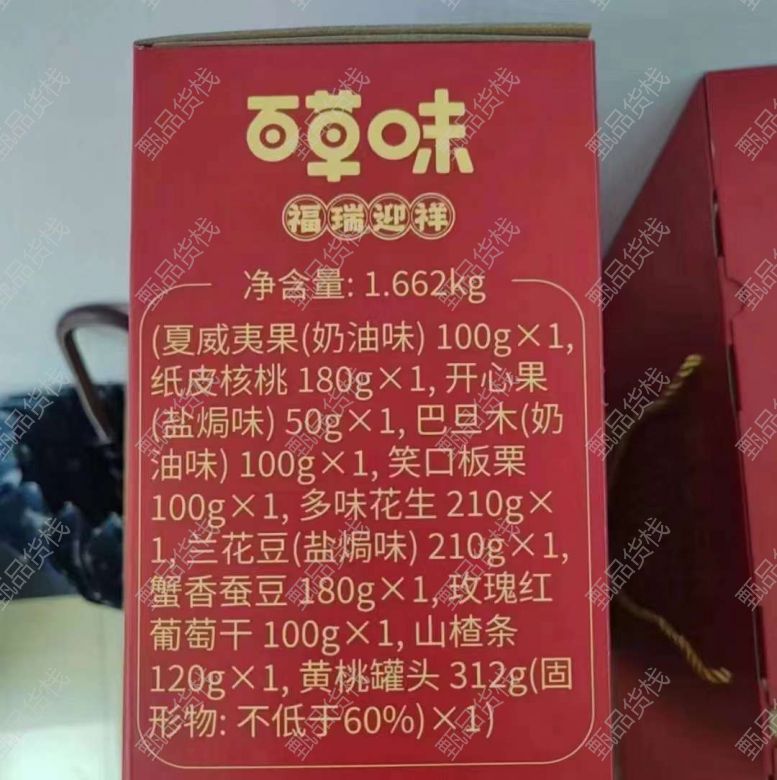 百草味
福瑞迎祥
净含量: 1.662kg
(夏威夷果(奶油味) 100g×1,
纸皮核桃 180g×1, 开心果
(盐焗味) 50g×1, 巴旦木(奶
油味) 100g×1, 笑口板栗
100g×1, 多味花生 210g×
1, 兰花豆(盐焗味) 210g×1,
蟹香蚕豆 180g×1, 玫瑰红
葡萄干 100g×1, 山楂条
120g×1, 黄桃罐头 312g(固
形物: 不低于60%)×1)
甄品货栈